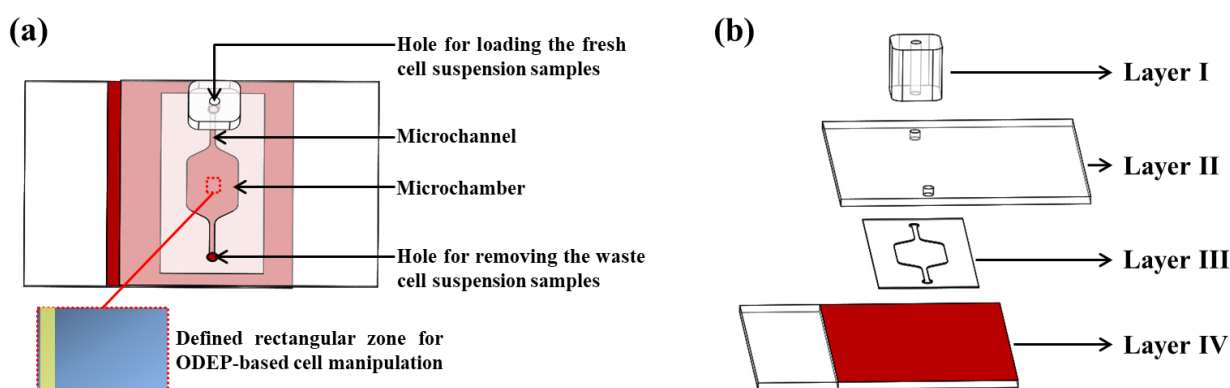 (a)
Hole for loading the fresh
cell suspension samples
Microchannel
Microchamber
Hole for removing the waste
cell suspension samples
Defined rectangular zone for
ODEP-based cell manipulation
(b)
Layer I
Layer II
Layer III
Layer IV